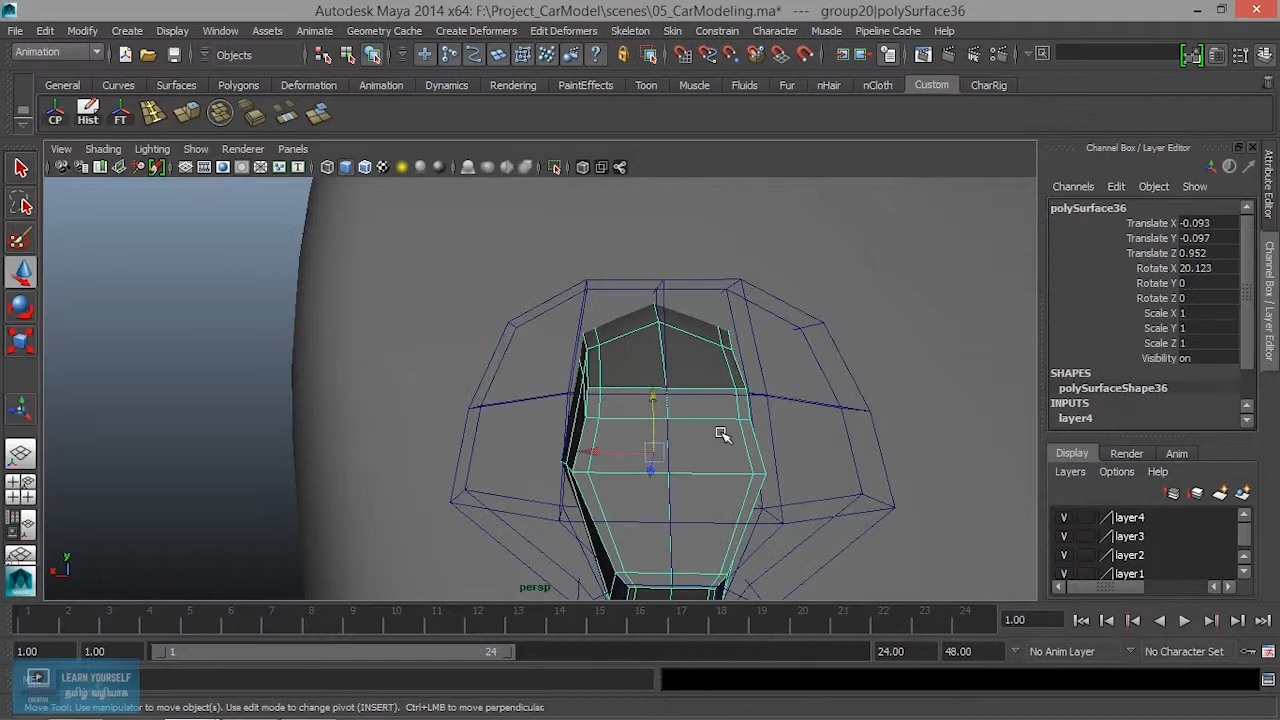 Autodesk Maya 2014 x64: F:\Project_CarModel\scenes\05_CarModeling.ma* --- group20|polySurface36
File Edit Modify Create Display Window Assets Animate Geometry Cache Create Deformers Edit Deformers Skeleton Skin Constrain Character Muscle Pipeline Cache Help
Animation Objects
General Curves Surfaces Polygons Deformation Animation Dynamics Rendering PaintEffects Toon Muscle Fluids Fur nHair nCloth Custom CharRig
CP Hist FT
View Shading Lighting Show Renderer Panels
Channel Box / Layer Editor
Channels Edit Object Show
polySurface36
Translate X -0.093
Translate Y -0.097
Translate Z 0.952
Rotate X 20.123
Rotate Y 0
Rotate Z 0
Scale X 1
Scale Y 1
Scale Z 1
Visibility on
SHAPES
polySurfaceShape36
INPUTS
layer4
Display Render Anim
Layers Options Help
V layer4
V layer3
V layer2
V layer1
Attribute Editor
Channel Box / Layer Editor
y
x
persp
1 2 3 4 5 6 7 8 9 10 11 12 13 14 15 16 17 18 19 20 21 22 23 24
1.00
1.00 1.00 1 24 24.00 48.00 No Anim Layer No Character Set
LEARN YOURSELF
தமிழ் வழியாக
CREATIVE
Move Tool: Use manipulator to move object(s). Use edit mode to change pivot (INSERT). Ctrl+LMB to move perpendicular.